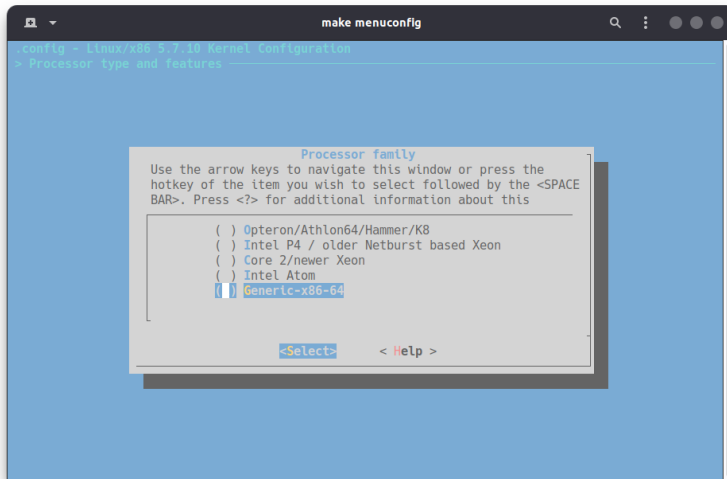 make menuconfig
.config - Linux/x86 5.7.10 Kernel Configuration
> Processor type and features
Processor family
Use the arrow keys to navigate this window or press the
hotkey of the item you wish to select followed by the <SPACE
BAR>. Press <?> for additional information about this
( ) Opteron/Athlon64/Hammer/K8
( ) Intel P4 / older Netburst based Xeon
( ) Core 2/newer Xeon
( ) Intel Atom
( ) Generic-x86-64
<Select> < Help >